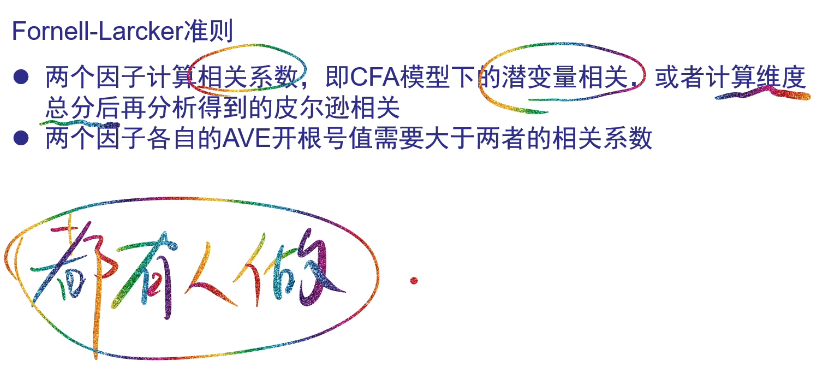 Fornell-Larcker准则
● 两个因子计算相关系数，即CFA模型下的潜变量相关，或者计算维度
总分后再分析得到的皮尔逊相关
● 两个因子各自的AVE开根号值需要大于两者的相关系数
都有人做